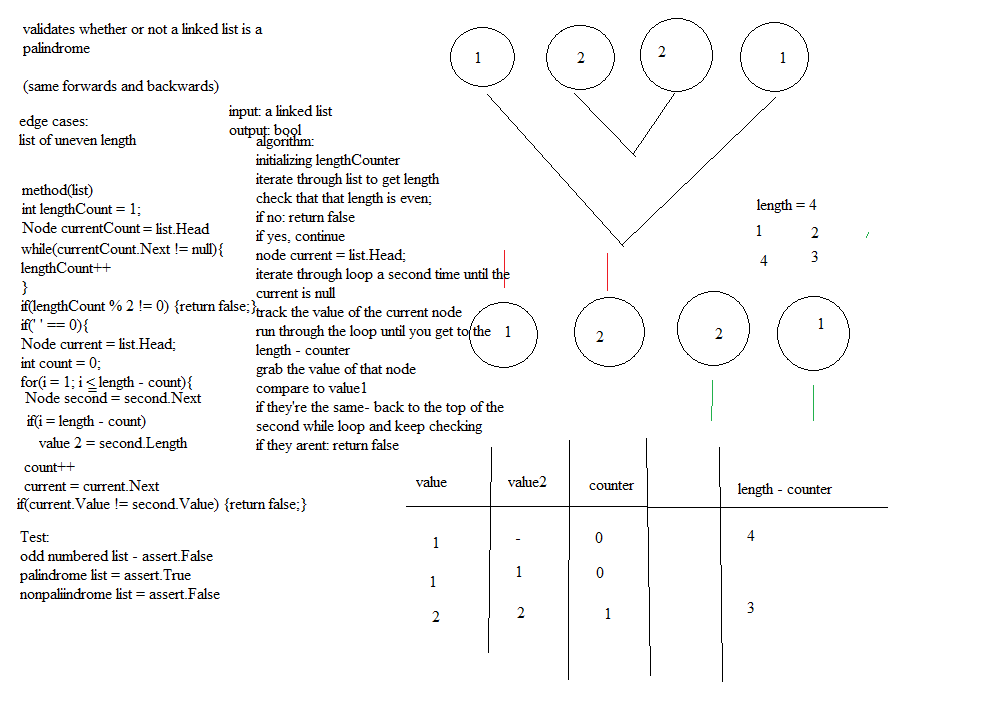 validates whether or not a linked list is a
palindrome
(same forwards and backwards)
edge cases:
list of uneven length
input: a linked list
output: bool
algorithm:
initializing lengthCounter
iterate through list to get length
check that that length is even;
if no: return false
if yes, continue
node current = list.Head;
iterate through loop a second time until the
current is null
track the value of the current node
run through the loop until you get to the
length - counter
grab the value of that node
compare to value1
if they're the same- back to the top of the
second while loop and keep checking
if they arent: return false
method(list)
int lengthCount = 1;
Node currentCount = list.Head
while(currentCount.Next != null){
lengthCount++
}
if(lengthCount % 2 != 0) {return false;}
if(' ' == 0){
Node current = list.Head;
int count = 0;
for(i = 1; i ≤ length - count){
Node second = second.Next
if(i = length - count)
value 2 = second.Length
count++
current = current.Next
if(current.Value != second.Value) {return false;}
Test:
odd numbered list - assert.False
palindrome list = assert.True
nonpaliindrome list = assert.False
1 2 2 1
length = 4
1 2
4 3
1 2 2 1
value value2 counter length - counter
1 - 0 4
1 1 0
2 2 1 3